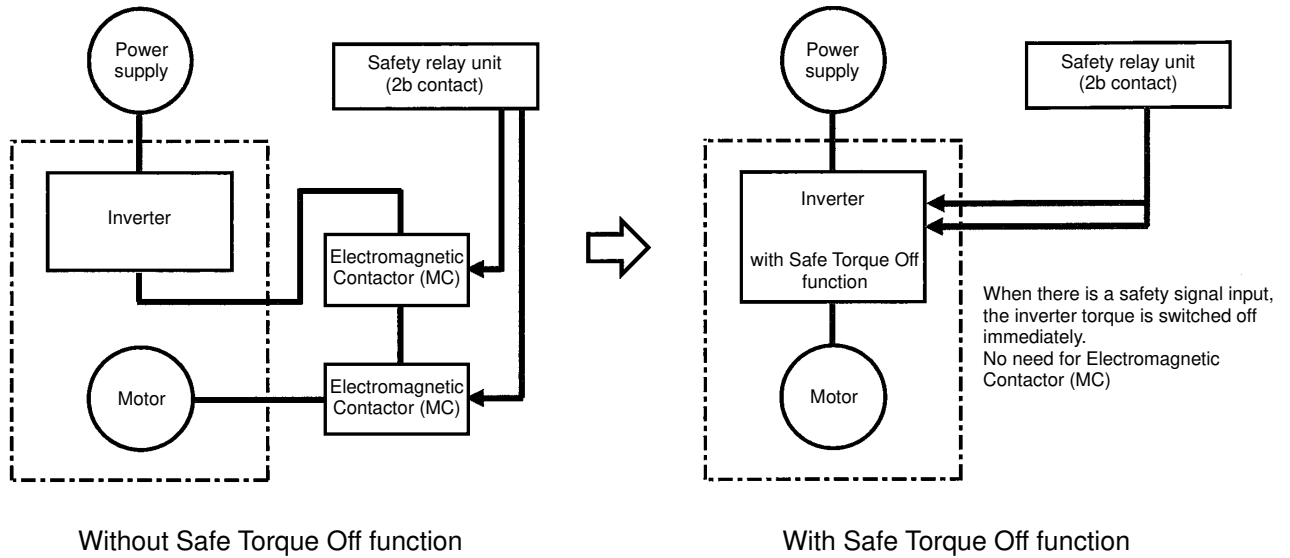 Power
supply
Safety relay unit
(2b contact)
Inverter
Electromagnetic
Contactor (MC)
Electromagnetic
Contactor (MC)
Motor
Without Safe Torque Off function
Power
supply
Safety relay unit
(2b contact)
Inverter
with Safe Torque Off
function
When there is a safety signal input,
the inverter torque is switched off
immediately.
No need for Electromagnetic
Contactor (MC)
Motor
With Safe Torque Off function